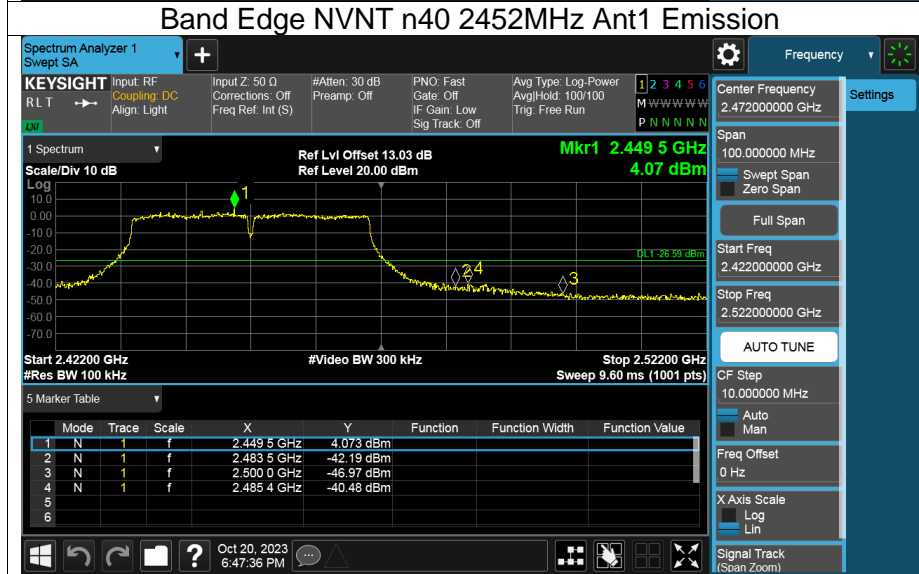 Band Edge NVNT n40 2452MHz Ant1 Emission
Spectrum Analyzer 1
Swept SA
+
Frequency
KEYSIGHT
RLT
LXI
Input: RF
Coupling: DC
Align: Light
Input Z: 50 Ω
Corrections: Off
Freq Ref: Int (S)
#Atten: 30 dB
Preamp: Off
PNO: Fast
Gate: Off
IF Gain: Low
Sig Track: Off
Avg Type: Log-Power
Avg|Hold: 100/100
Trig: Free Run
1 2 3 4 5 6
M W W W W W
P N N N N N
Center Frequency
2.472000000 GHz
Settings
1 Spectrum
Scale/Div 10 dB
Ref Lvl Offset 13.03 dB
Ref Level 20.00 dBm
Mkr1 2.449 5 GHz
4.07 dBm
Span
100.000000 MHz
Swept Span
Zero Span
Full Span
Start Freq
2.422000000 GHz
Stop Freq
2.522000000 GHz
AUTO TUNE
CF Step
10.000000 MHz
Auto
Man
Freq Offset
0 Hz
X Axis Scale
Log
Lin
Signal Track
(Span Zoom)
Log
10.0
0.00
-10.0
-20.0
-30.0
-40.0
-50.0
-60.0
-70.0
1
2 4
3
DL1 -26.59 dBm
Start 2.42200 GHz
#Res BW 100 kHz
#Video BW 300 kHz
Stop 2.52200 GHz
Sweep 9.60 ms (1001 pts)
5 Marker Table
Mode Trace Scale X Y Function Function Width Function Value
1 N 1 f 2.449 5 GHz 4.073 dBm
2 N 1 f 2.483 5 GHz -42.19 dBm
3 N 1 f 2.500 0 GHz -46.97 dBm
4 N 1 f 2.485 4 GHz -40.48 dBm
5
6
?
Oct 20, 2023
6:47:36 PM